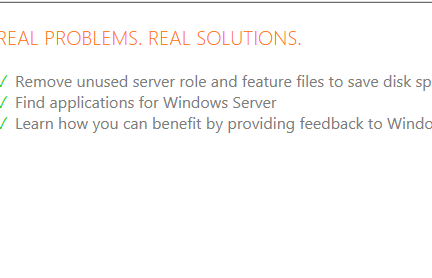 REAL PROBLEMS. REAL SOLUTIONS.
✓ Remove unused server role and feature files to save disk sp
✓ Find applications for Windows Server
✓ Learn how you can benefit by providing feedback to Windo